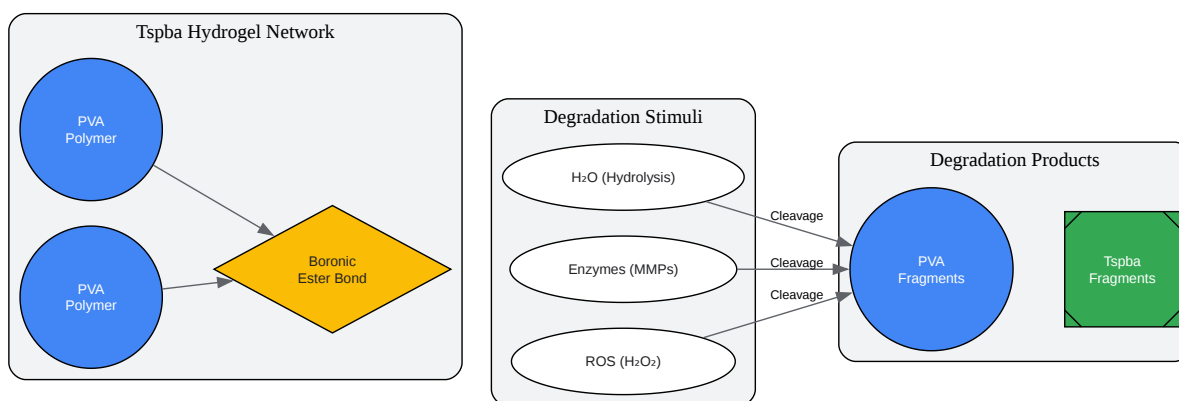 Tspba Hydrogel Network
PVA
Polymer
PVA
Polymer
Boronic
Ester Bond
Degradation Stimuli
H₂O (Hydrolysis)
Enzymes (MMPs)
ROS (H₂O₂)
Cleavage
Cleavage
Cleavage
Degradation Products
PVA
Fragments
Tspba
Fragments